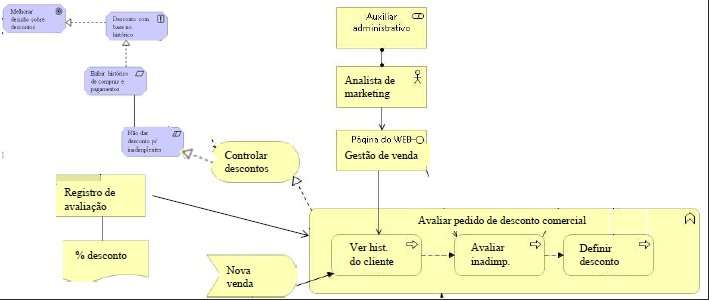 Melhorar
decisão sobre
descontos
Desconto com
base no
histórico
Exibir históricos
de compras e
pagamentos
Não dar
desconto p/
inadimplentes
Auxiliar
administrativo
Analista de
marketing
Página do WEB-
Gestão de venda
Controlar
descontos
Registro de
avaliação
% desconto
Avaliar pedido de desconto comercial
Ver hist.
do cliente
Avaliar
inadimp.
Definir
desconto
Nova
venda